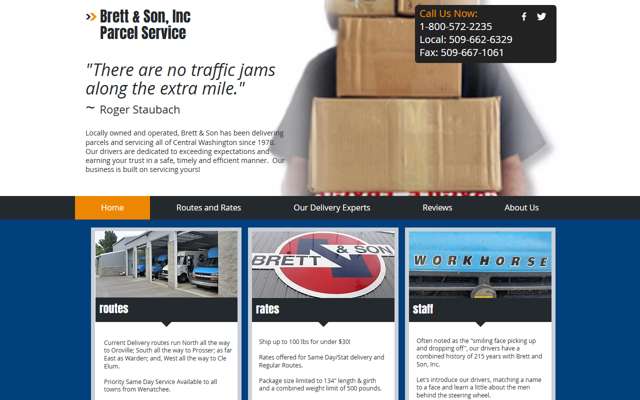 Brett & Son, Inc
Parcel Service
Call Us Now:
1-800-572-2235
Local: 509-662-6329
Fax: 509-667-1061
"There are no traffic jams
along the extra mile."
~ Roger Staubach
Locally owned and operated, Brett & Son has been delivering
parcels and servicing all of Central Washington since 1978.
Our drivers are dedicated to exceeding expectations and
earning your trust in a safe, timely and efficient manner. Our
business is built on servicing yours!
Home
Routes and Rates
Our Delivery Experts
Reviews
About Us
BRETT & SON
WORKHORSE
routes
rates
staff
Current Delivery routes run North all the way
to Oroville; South all the way to Prosser; as far
East as Warden; and, West all the way to Cle
Elum.
Priority Same Day Service Available to all
towns from Wenatchee.
Ship up to 100 lbs for under $30!
Rates offered for Same Day/Stat delivery and
Regular Routes.
Package size limited to 134" length & girth
and a combined weight limit of 500 pounds.
Often noted as the "smiling face picking up
and dropping off", our drivers have a
combined history of 215 years with Brett and
Son, Inc.
Let's introduce our drivers, matching a name
to a face and learn a little about the men
behind the steering wheel.